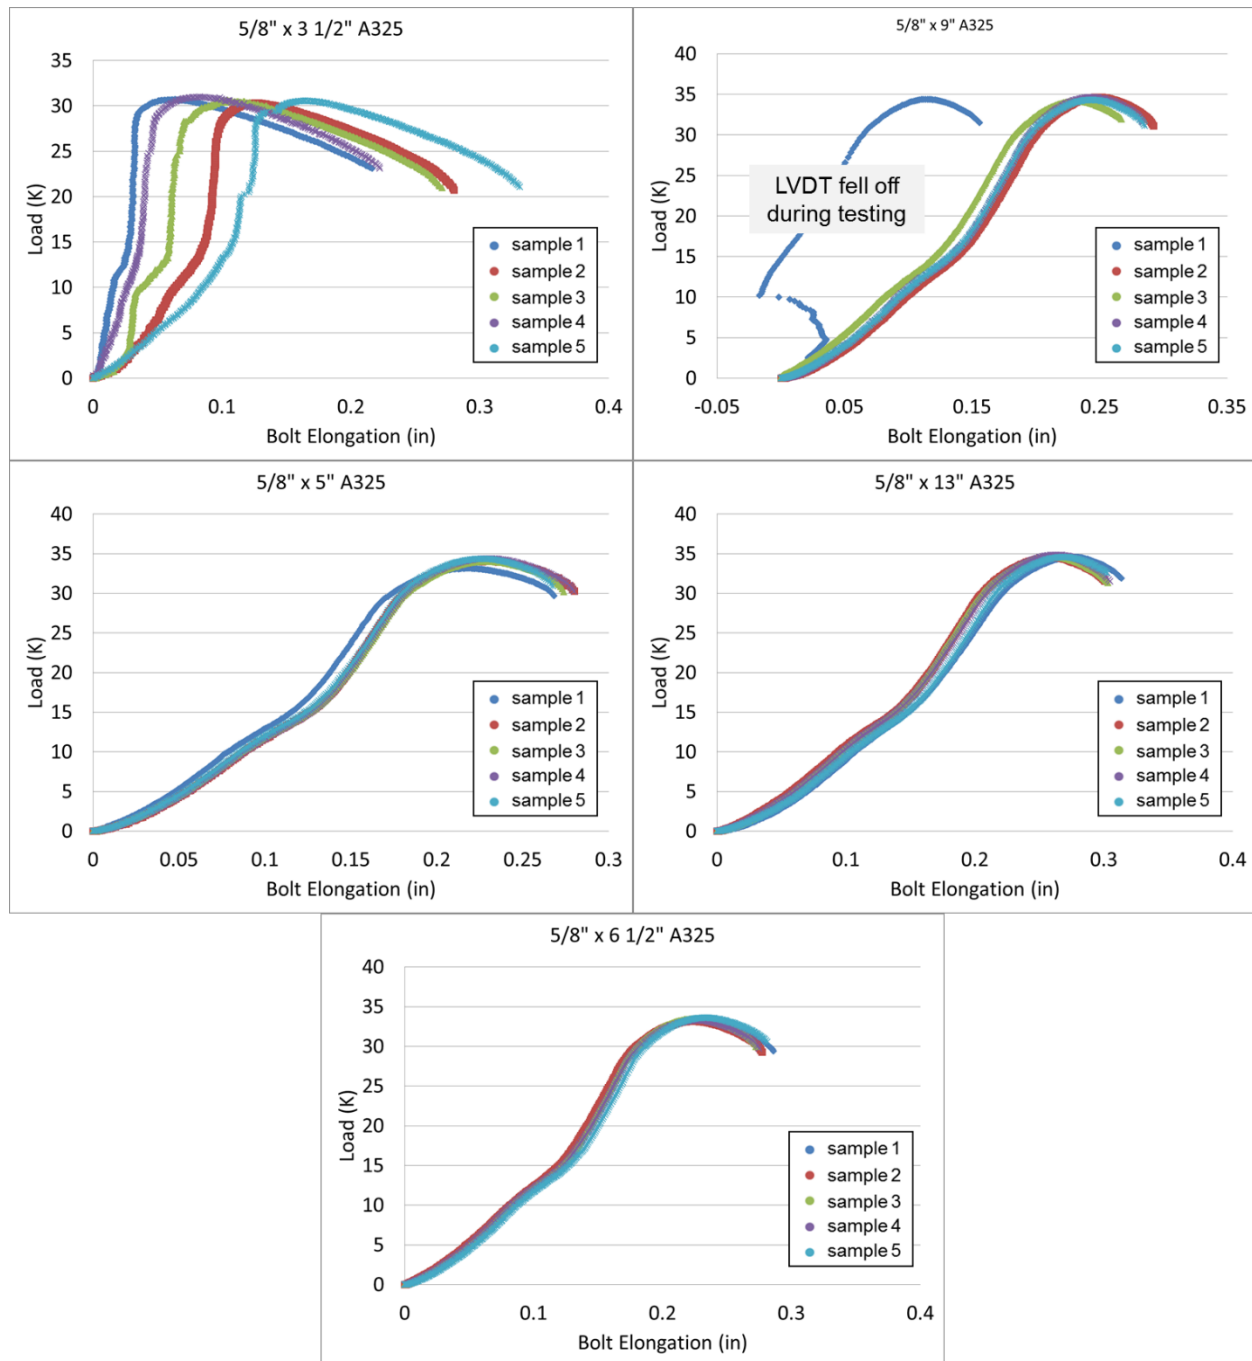 5/8" x 3 1/2" A325
35
30
25
20
15
10
5
0
Load (K)
0 0.1 0.2 0.3 0.4
Bolt Elongation (in)
sample 1
sample 2
sample 3
sample 4
sample 5
5/8" x 9" A325
40
35
30
25
20
15
10
5
0
Load (K)
-0.05 0.05 0.15 0.25 0.35
Bolt Elongation (in)
LVDT fell off
during testing
sample 1
sample 2
sample 3
sample 4
sample 5
5/8" x 5" A325
40
35
30
25
20
15
10
5
0
Load (K)
0 0.05 0.1 0.15 0.2 0.25 0.3
Bolt Elongation (in)
sample 1
sample 2
sample 3
sample 4
sample 5
5/8" x 13" A325
40
35
30
25
20
15
10
5
0
Load (K)
0 0.1 0.2 0.3 0.4
Bolt Elongation (in)
sample 1
sample 2
sample 3
sample 4
sample 5
5/8" x 6 1/2" A325
40
35
30
25
20
15
10
5
0
Load (K)
0 0.1 0.2 0.3 0.4
Bolt Elongation (in)
sample 1
sample 2
sample 3
sample 4
sample 5